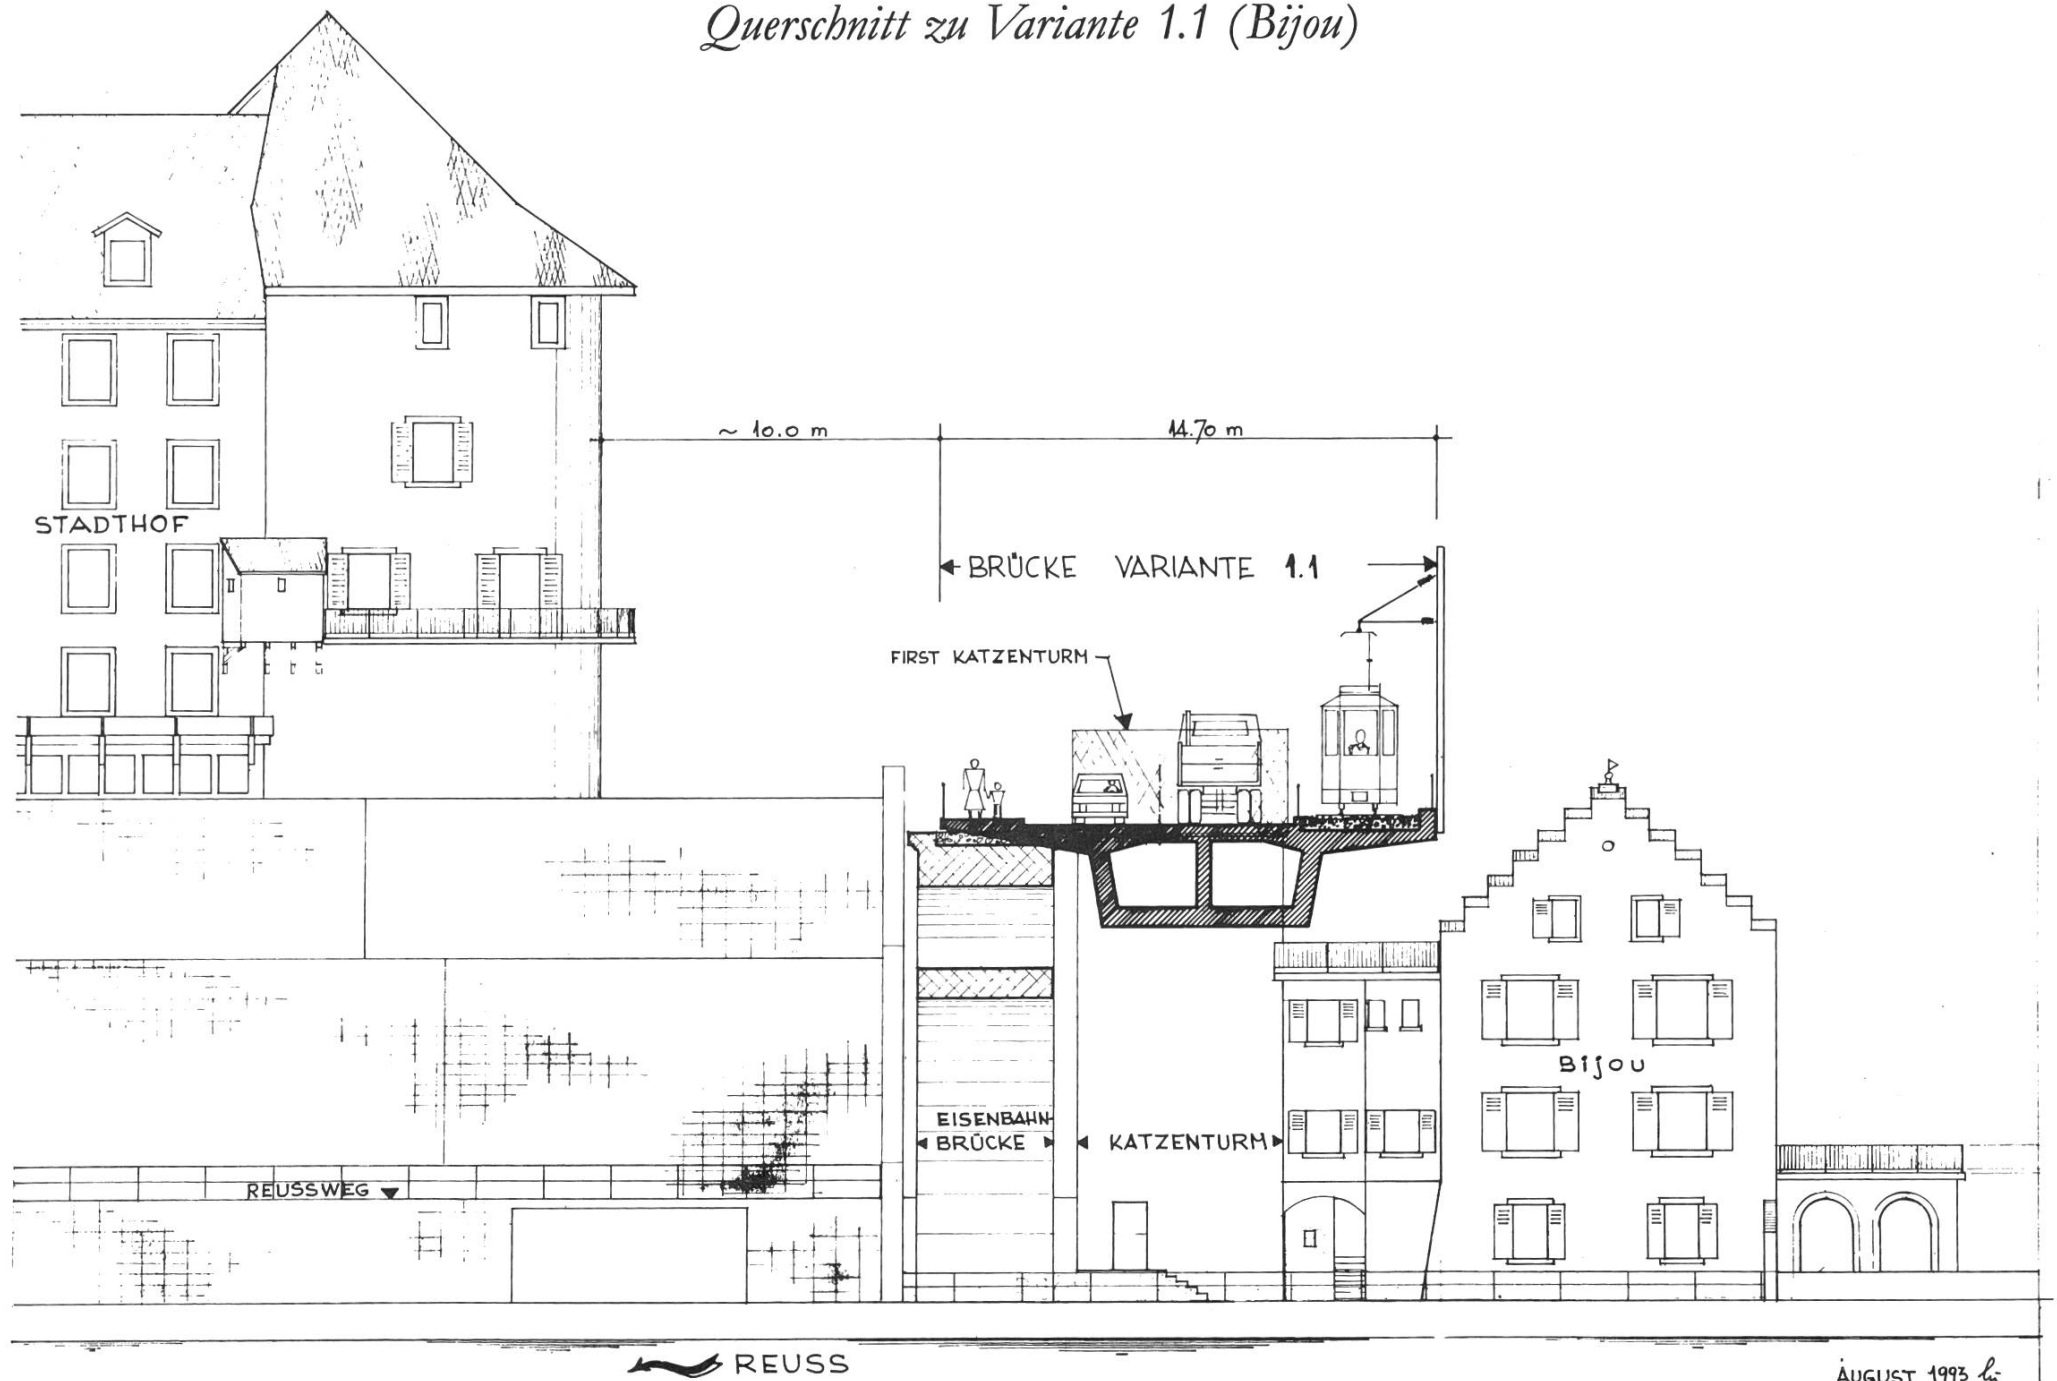 Querschnitt zu Variante 1.1 (Bijou)
~ 10.0 m
14.70 m
STADTHOF
BRÜCKE VARIANTE 1.1
FIRST KATZENTURM
Bijou
EISENBAHN-
BRÜCKE
KATZENTURM
REUSSWEG
REUSS
AUGUST 1993